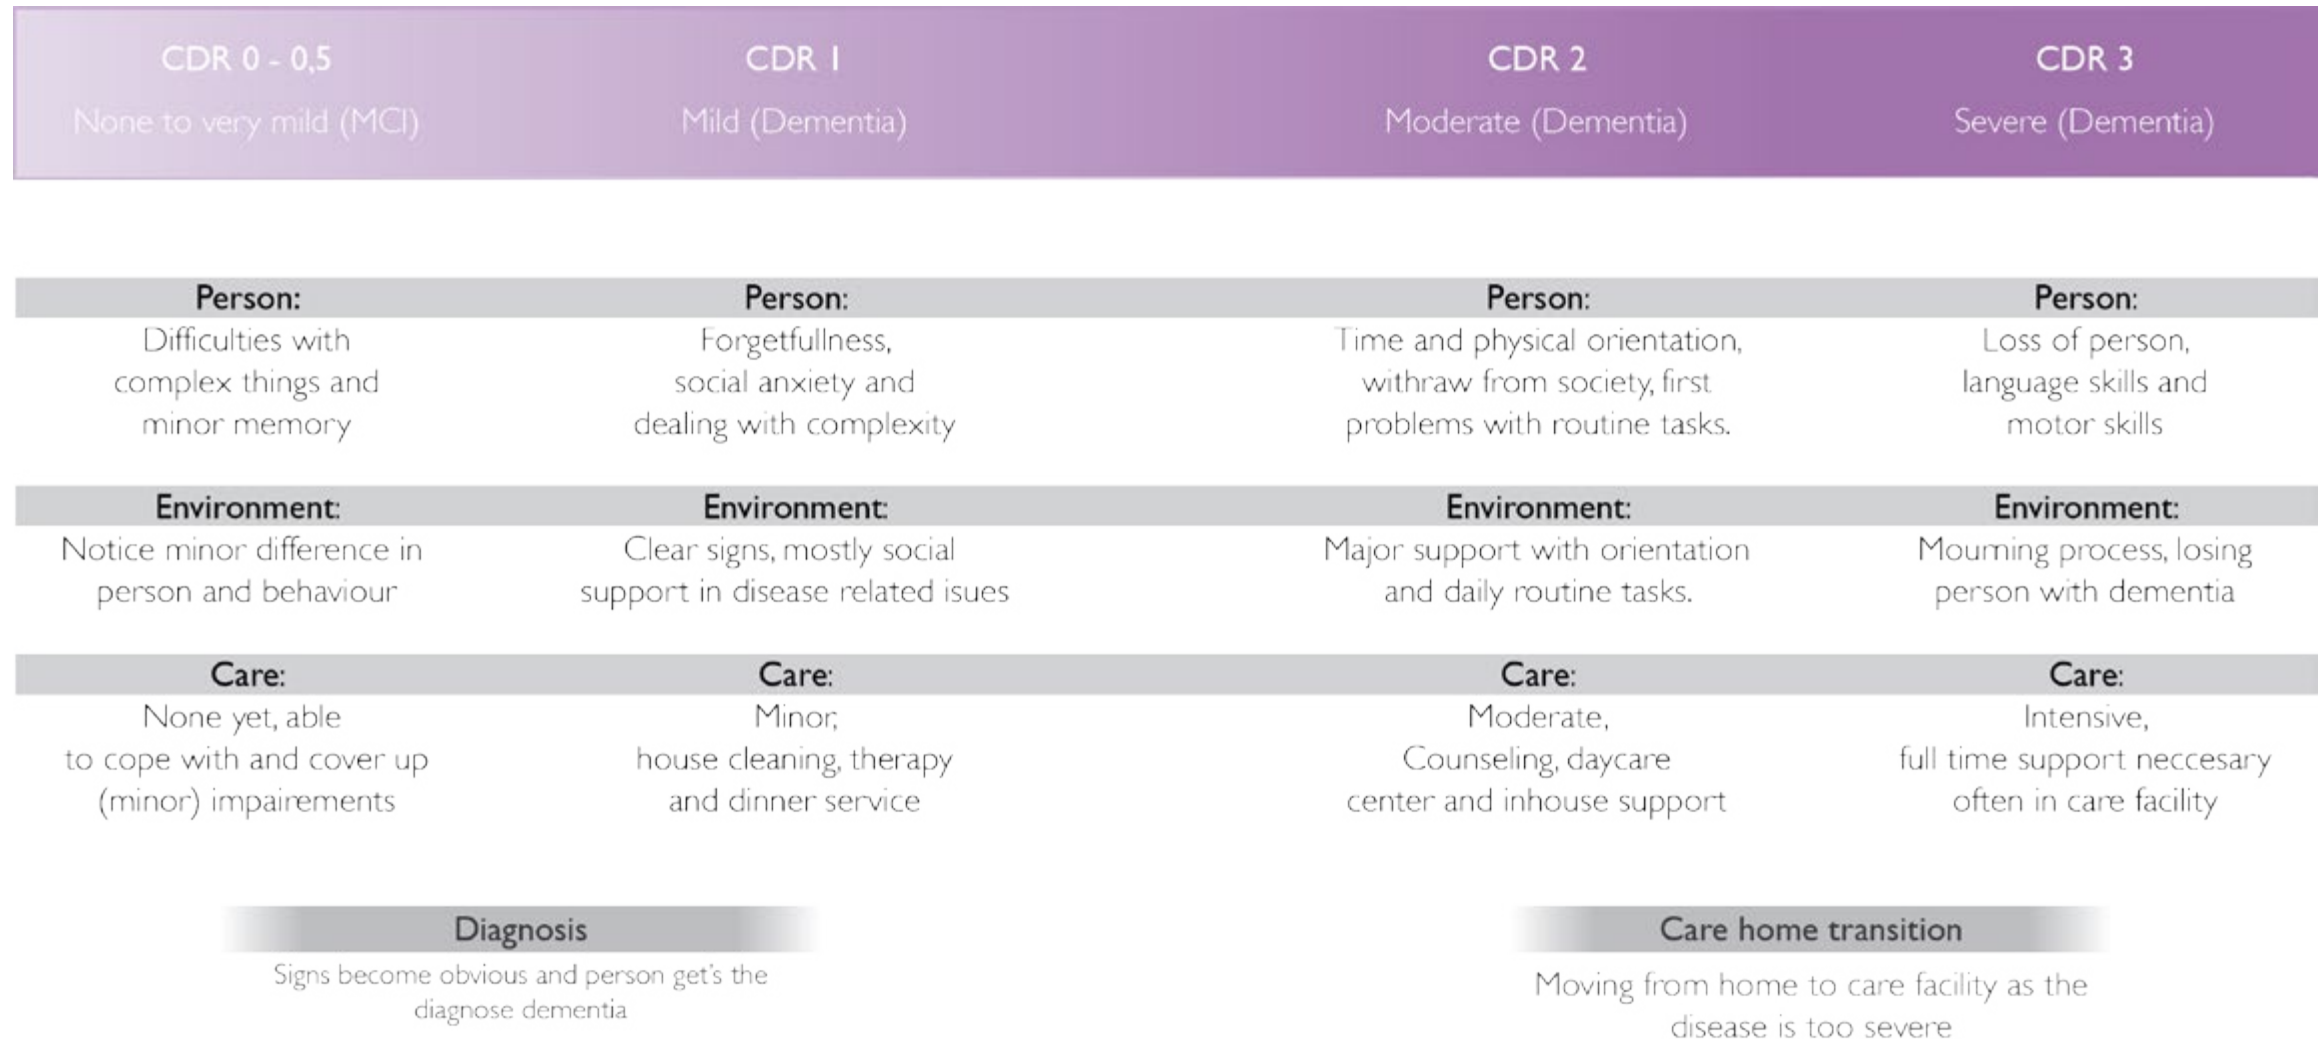 CDR 0 - 0,5
None to very mild (MCI)
CDR 1
Mild (Dementia)
CDR 2
Moderate (Dementia)
CDR 3
Severe (Dementia)
Person:
Difficulties with
complex things and
minor memory
Person:
Forgetfullness,
social anxiety and
dealing with complexity
Person:
Time and physical orientation,
withraw from society, first
problems with routine tasks.
Person:
Loss of person,
language skills and
motor skills
Environment:
Notice minor difference in
person and behaviour
Environment:
Clear signs, mostly social
support in disease related isues
Environment:
Major support with orientation
and daily routine tasks.
Environment:
Mourning process, losing
person with dementia
Care:
None yet, able
to cope with and cover up
(minor) impairements
Care:
Minor,
house cleaning, therapy
and dinner service
Care:
Moderate,
Counseling, daycare
center and inhouse support
Care:
Intensive,
full time support neccesary
often in care facility
Diagnosis
Signs become obvious and person get's the
diagnose dementia
Care home transition
Moving from home to care facility as the
disease is too severe